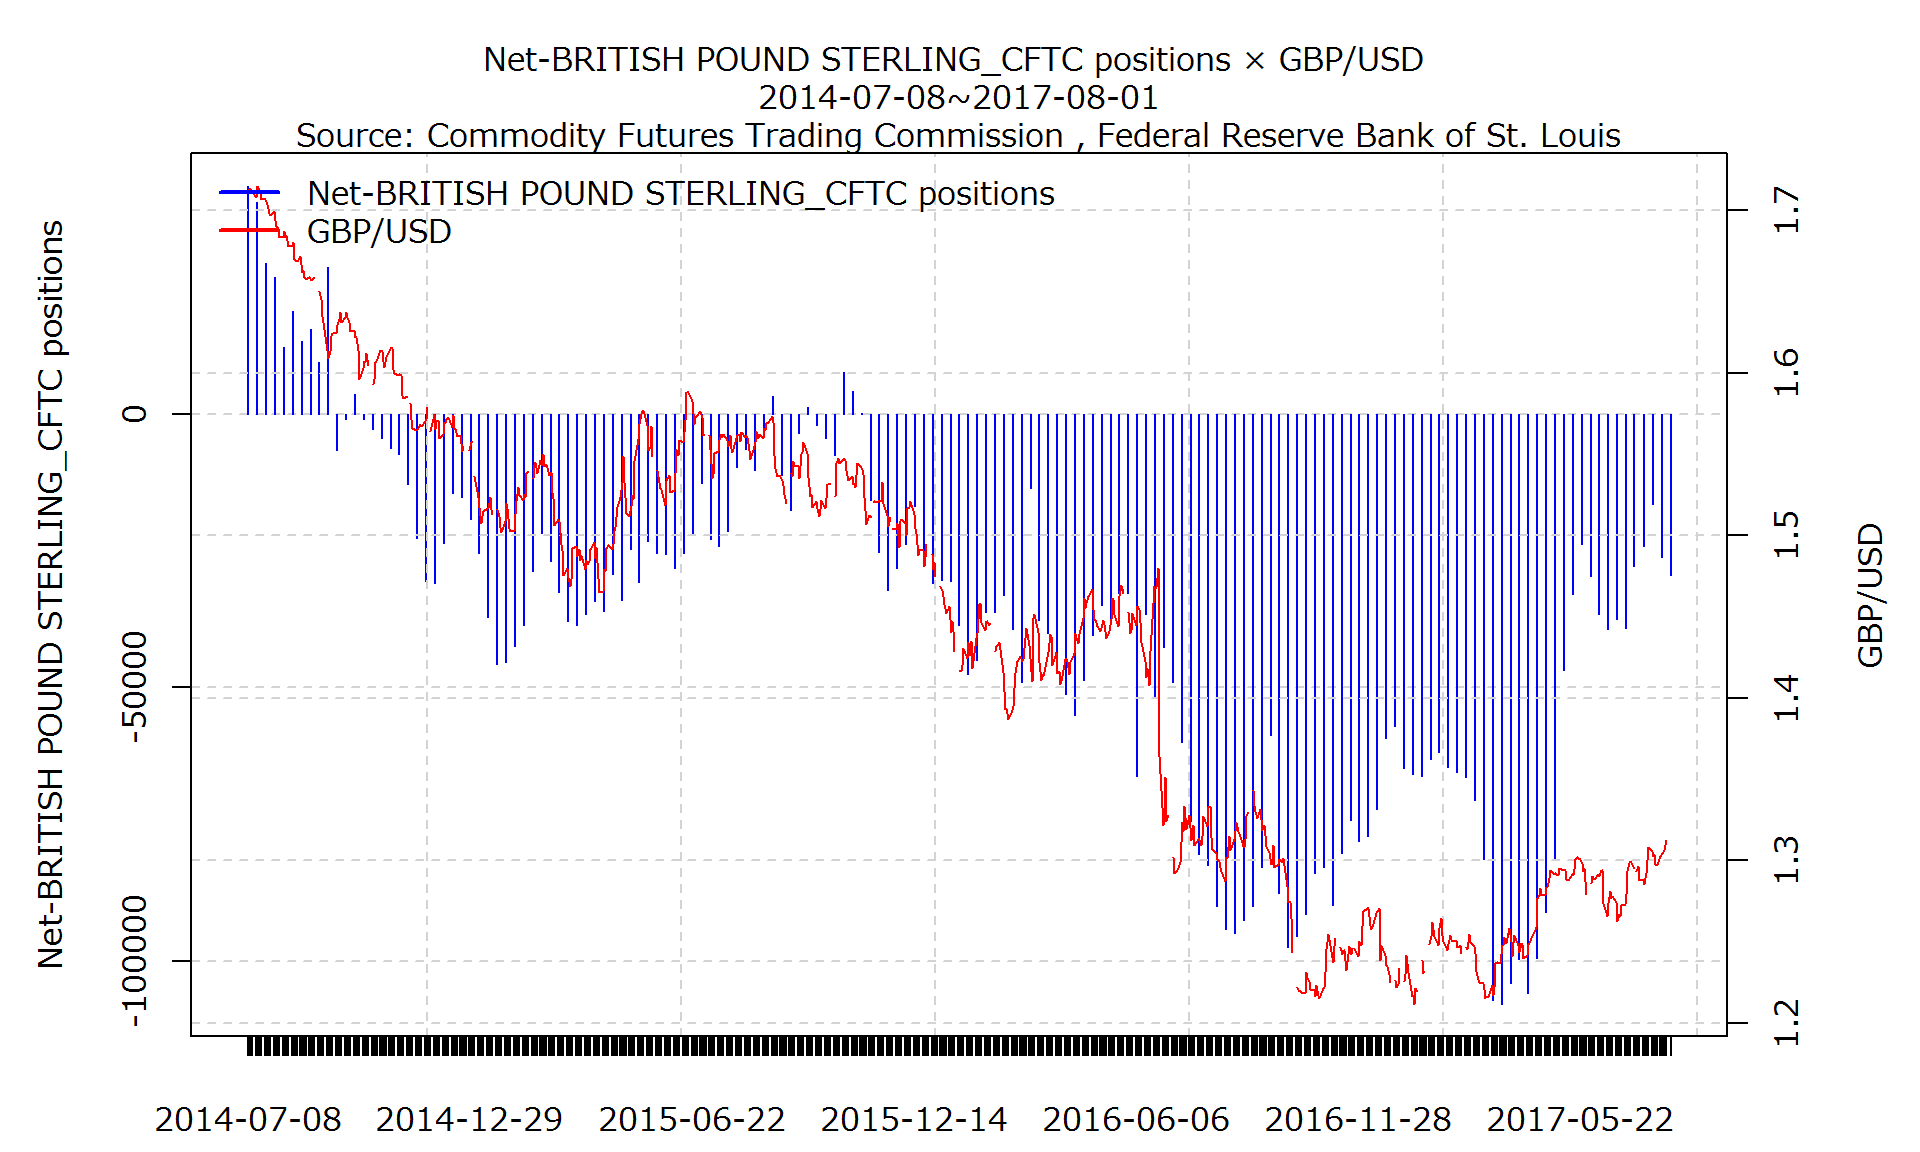 Net-BRITISH POUND STERLING_CFTC positions × GBP/USD
2014-07-08~2017-08-01
Source: Commodity Futures Trading Commission , Federal Reserve Bank of St. Louis
Net-BRITISH POUND STERLING_CFTC positions
GBP/USD
Net-BRITISH POUND STERLING_CFTC positions
0
-50000
-100000
1.7
1.6
1.5
1.4
1.3
1.2
GBP/USD
2014-07-08
2014-12-29
2015-06-22
2015-12-14
2016-06-06
2016-11-28
2017-05-22